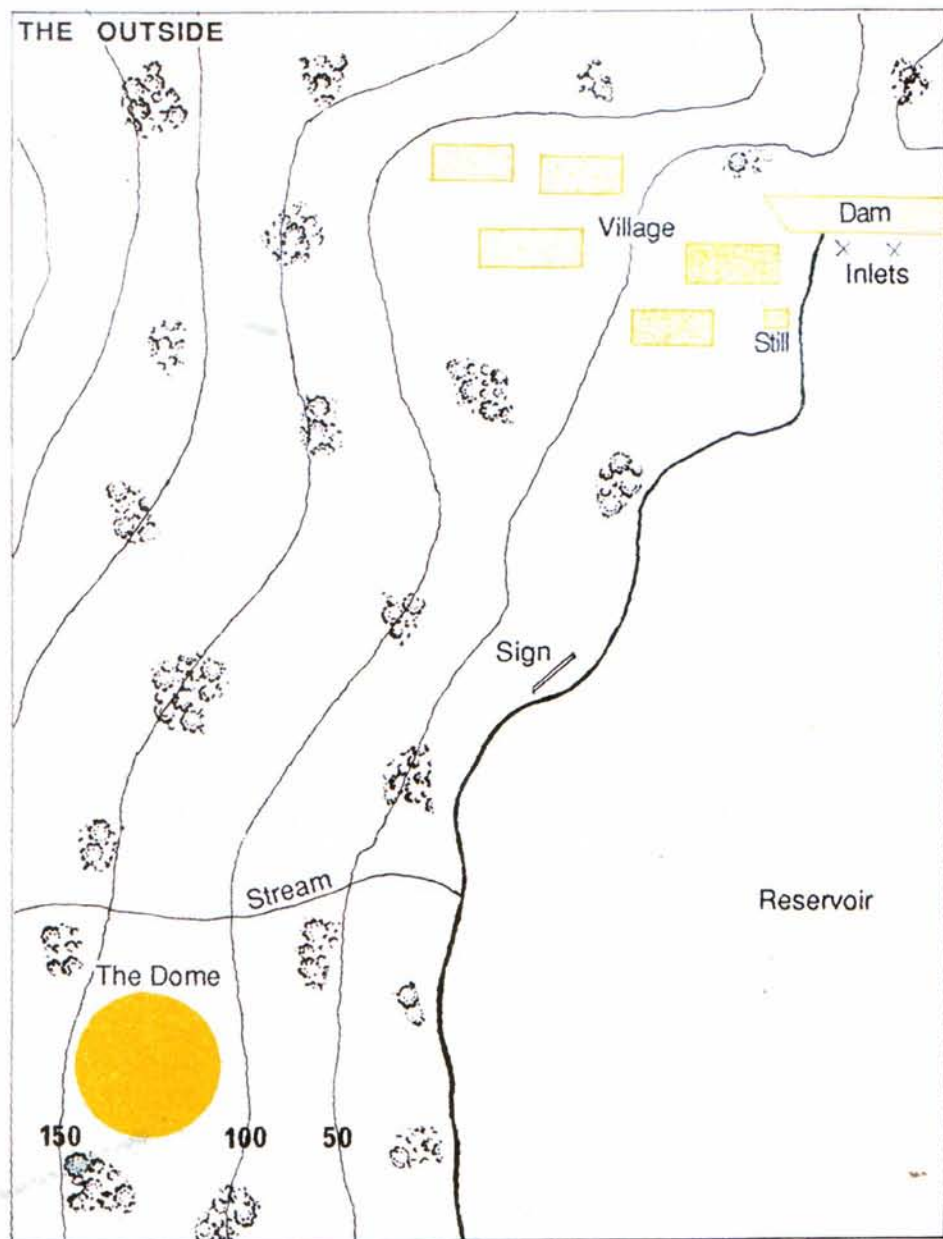 THE OUTSIDE
Dam
Village
Inlets
Still
Sign
Stream
Reservoir
The Dome
150 100 50